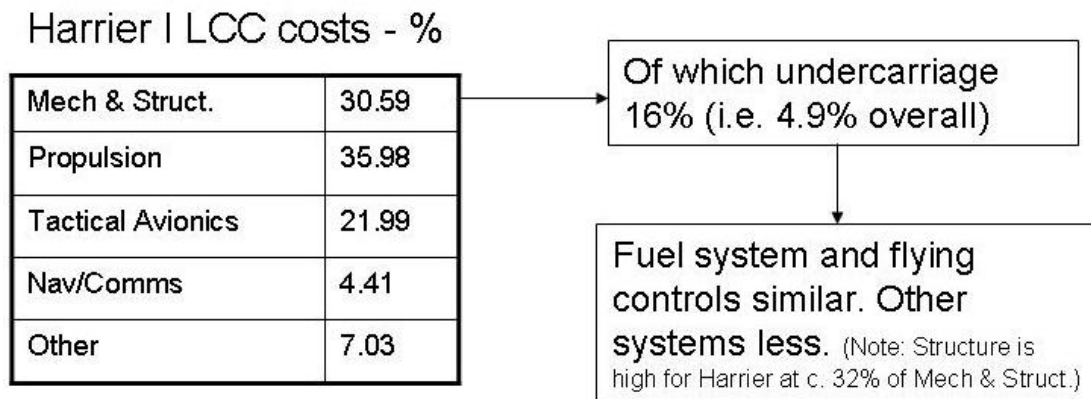 Harrier I LCC costs - %
Mech & Struct. 30.59
Propulsion 35.98
Tactical Avionics 21.99
Nav/Comms 4.41
Other 7.03
Of which undercarriage
16% (i.e. 4.9% overall)
Fuel system and flying
controls similar. Other
systems less. (Note: Structure is
high for Harrier at c. 32% of Mech & Struct.)